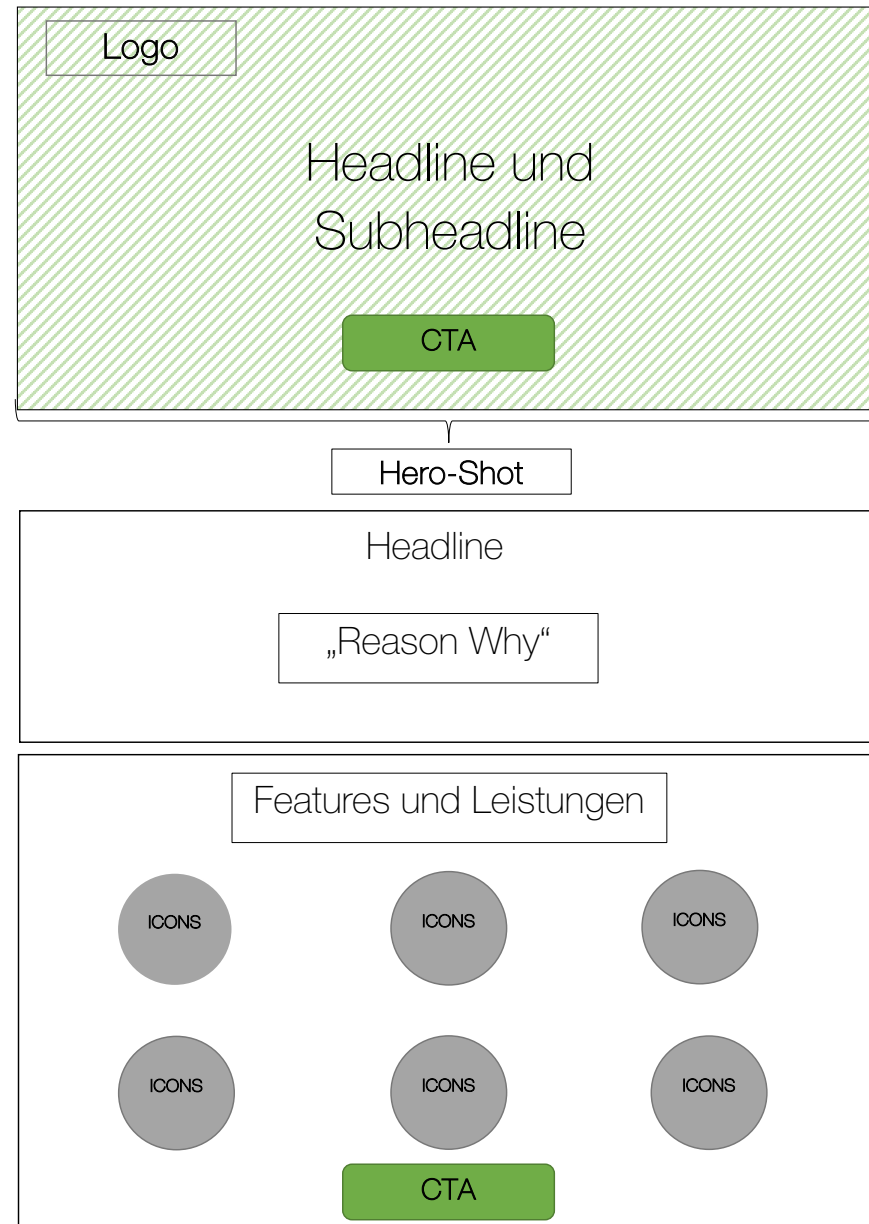 Logo
Headline und
Subheadline
CTA
Hero-Shot
Headline
„Reason Why“
Features und Leistungen
ICONS
ICONS
ICONS
ICONS
ICONS
ICONS
CTA